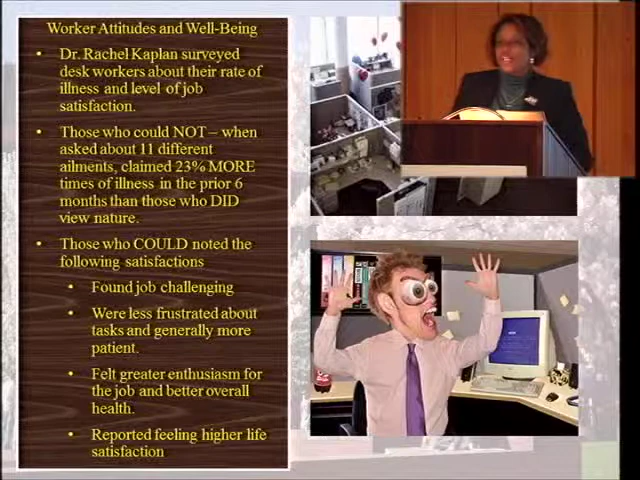 Worker Attitudes and Well-Being
• Dr. Rachel Kaplan surveyed
desk workers about their rate of
illness and level of job
satisfaction.
• Those who could NOT – when
asked about 11 different
ailments, claimed 23% MORE
times of illness in the prior 6
months than those who DID
view nature.
• Those who COULD noted the
following satisfactions
• Found job challenging
• Were less frustrated about
tasks and generally more
patient.
• Felt greater enthusiasm for
the job and better overall
health.
• Reported feeling higher life
satisfaction